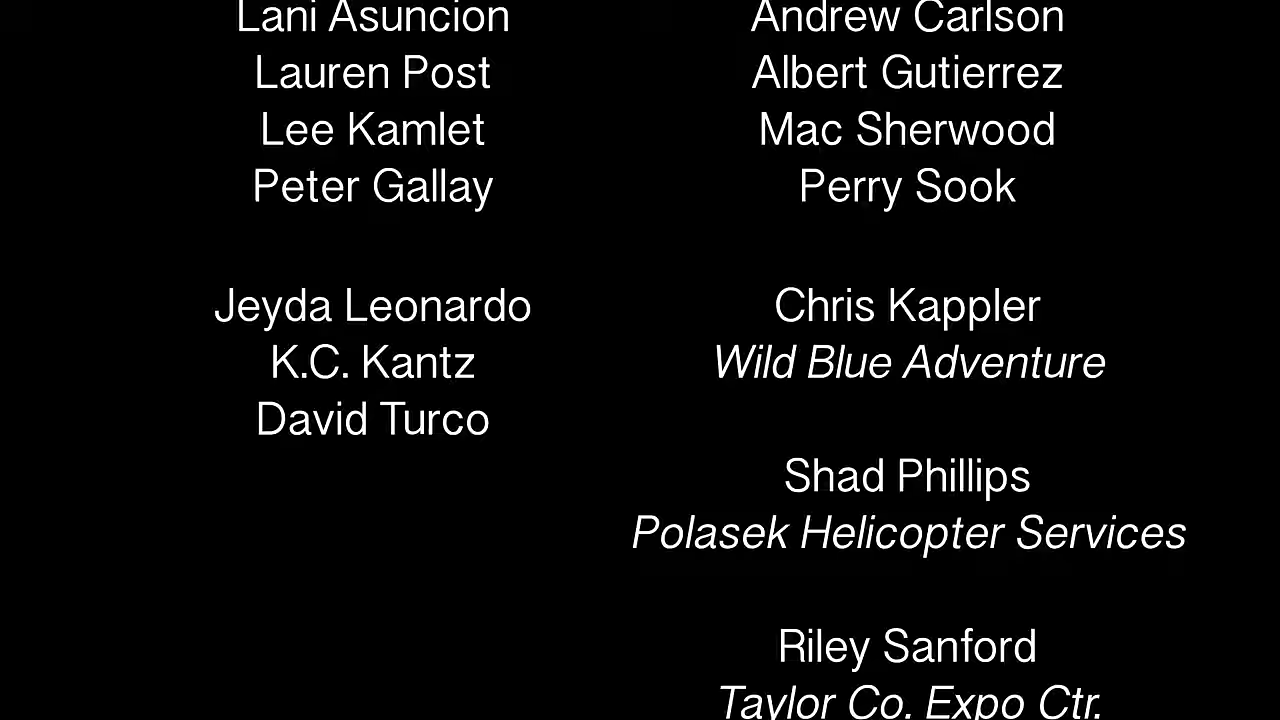 Lani Asuncion
Lauren Post
Lee Kamlet
Peter Gallay
Jeyda Leonardo
K.C. Kantz
David Turco
Andrew Carlson
Albert Gutierrez
Mac Sherwood
Perry Sook
Chris Kappler
Wild Blue Adventure
Shad Phillips
Polasek Helicopter Services
Riley Sanford
Taylor Co. Expo Ctr.